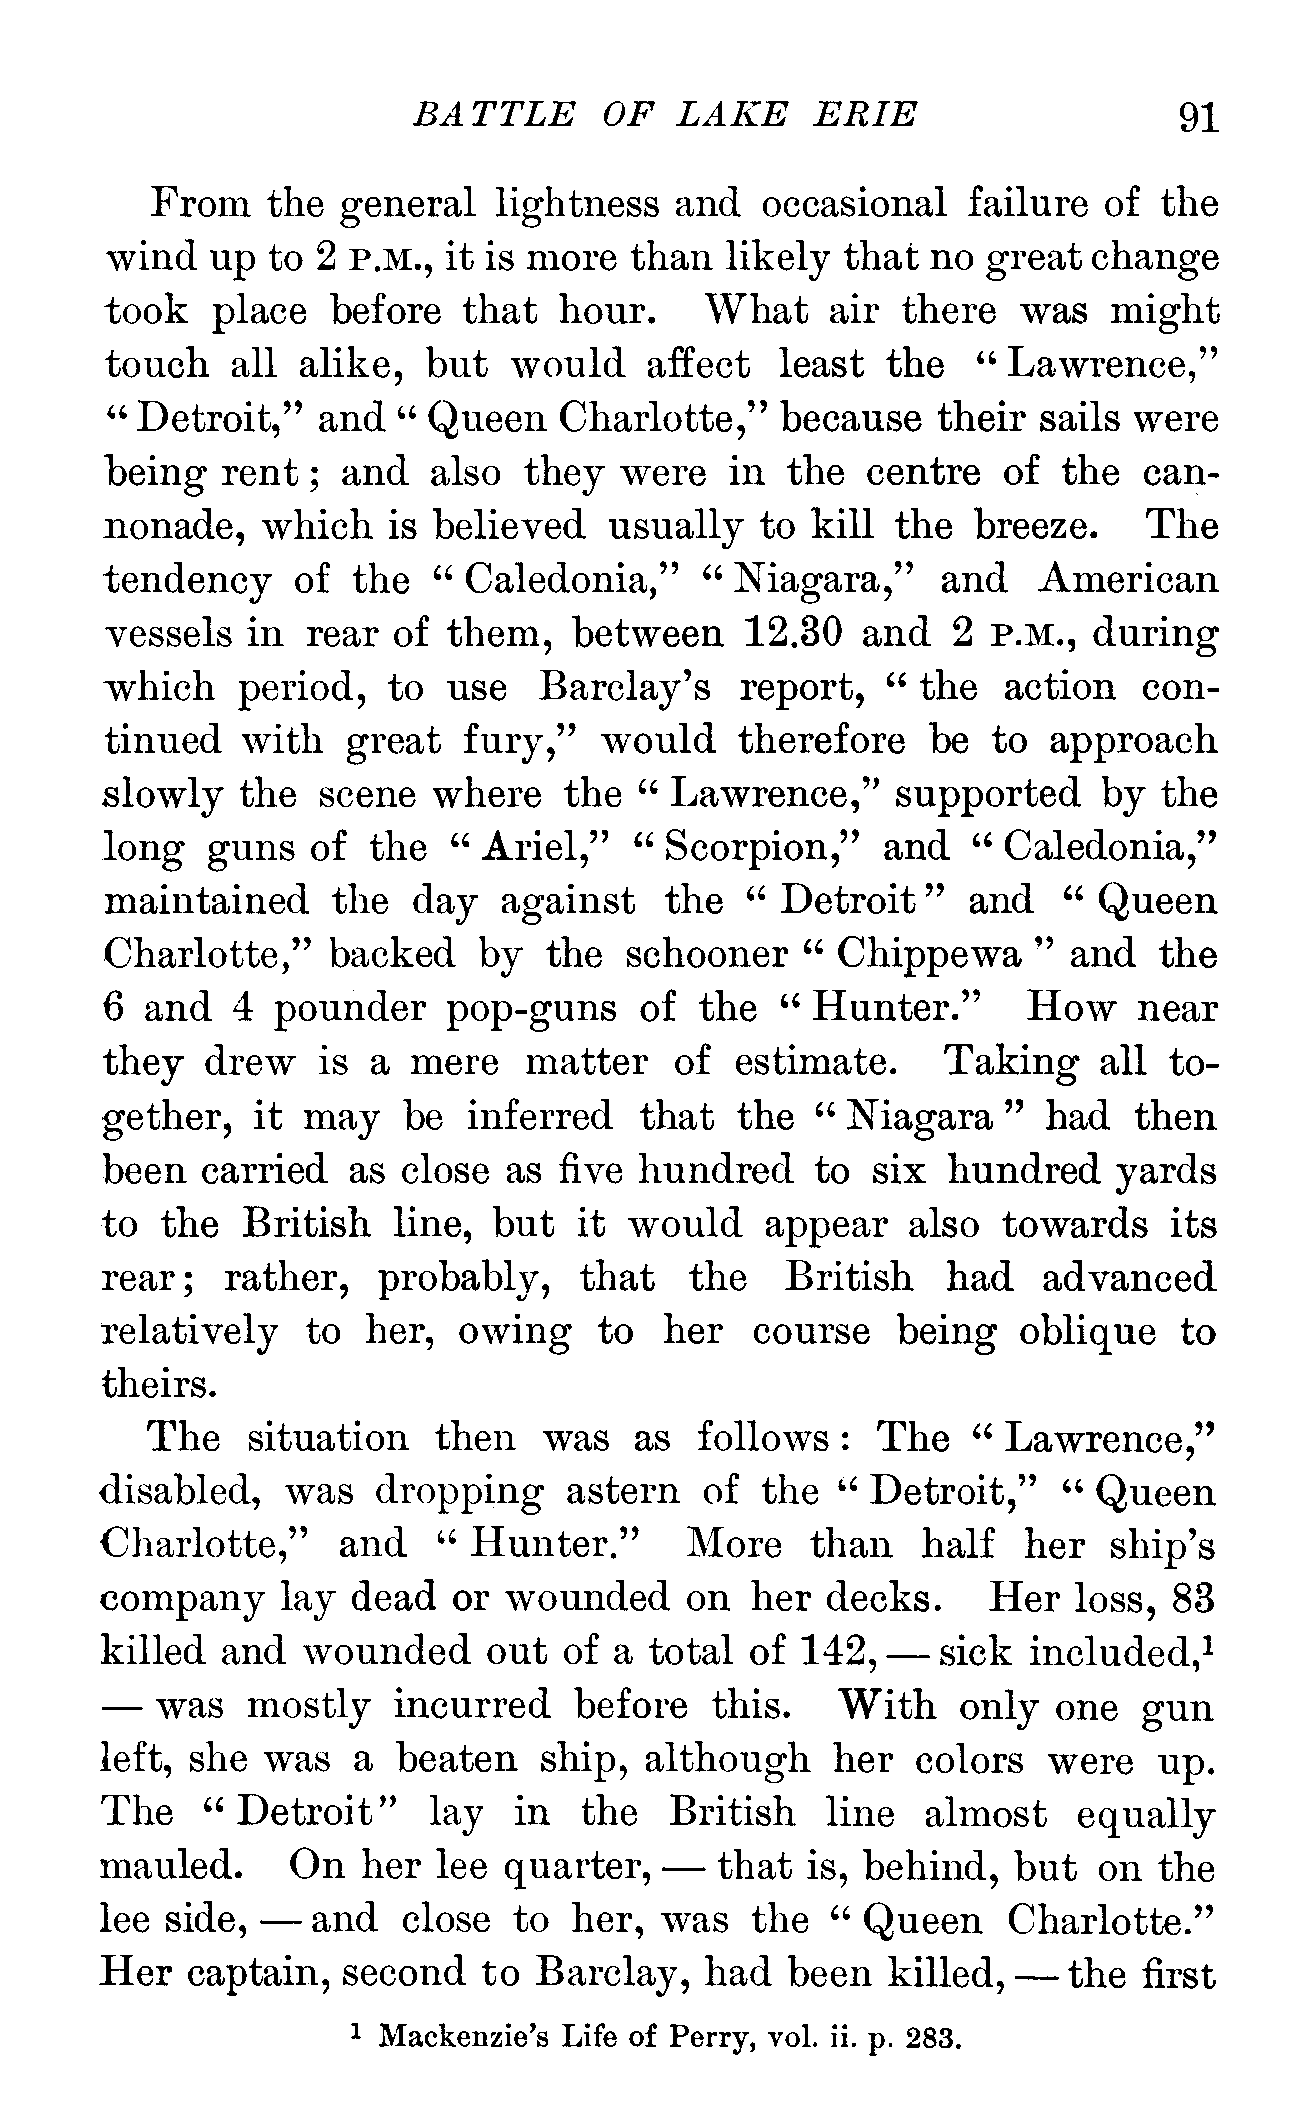 BATTLE OF LAKE ERIE 91
From the general lightness and occasional failure of the
wind up to 2 P.M., it is more than likely that no great change
took place before that hour. What air there was might
touch all alike, but would affect least the “Lawrence,”
“Detroit,” and “Queen Charlotte,” because their sails were
being rent; and also they were in the centre of the can-
nonade, which is believed usually to kill the breeze. The
tendency of the “Caledonia,” “Niagara,” and American
vessels in rear of them, between 12.30 and 2 P.M., during
which period, to use Barclay’s report, “the action con-
tinued with great fury,” would therefore be to approach
slowly the scene where the “Lawrence,” supported by the
long guns of the “Ariel,” “Scorpion,” and “Caledonia,”
maintained the day against the “Detroit” and “Queen
Charlotte,” backed by the schooner “Chippewa” and the
6 and 4 pounder pop-guns of the “Hunter.” How near
they drew is a mere matter of estimate. Taking all to-
gether, it may be inferred that the “Niagara” had then
been carried as close as five hundred to six hundred yards
to the British line, but it would appear also towards its
rear; rather, probably, that the British had advanced
relatively to her, owing to her course being oblique to
theirs.
The situation then was as follows: The “Lawrence,”
disabled, was dropping astern of the “Detroit,” “Queen
Charlotte,” and “Hunter.” More than half her ship’s
company lay dead or wounded on her decks. Her loss, 83
killed and wounded out of a total of 142,—sick included,¹
—was mostly incurred before this. With only one gun
left, she was a beaten ship, although her colors were up.
The “Detroit” lay in the British line almost equally
mauled. On her lee quarter,—that is, behind, but on the
lee side,—and close to her, was the “Queen Charlotte.”
Her captain, second to Barclay, had been killed,—the first
¹ Mackenzie’s Life of Perry, vol. ii. p. 283.